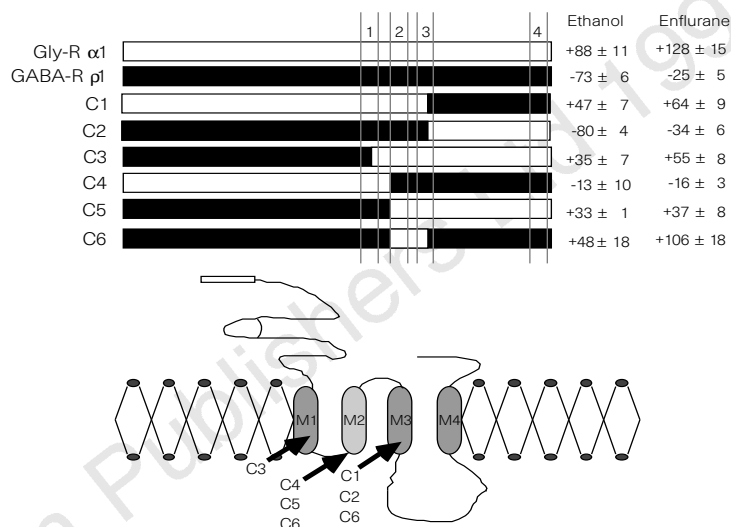 1 2 3 4 Ethanol Enflurane
Gly-R α1 +88 ± 11 +128 ± 15
GABA-R ρ1 -73 ± 6 -25 ± 5
C1 +47 ± 7 +64 ± 9
C2 -80 ± 4 -34 ± 6
C3 +35 ± 7 +55 ± 8
C4 -13 ± 10 -16 ± 3
C5 +33 ± 1 +37 ± 8
C6 +48 ± 18 +106 ± 18
M1 M2 M3 M4
C3 C4 C1
C5 C2
C6 C6
Publishers Ltd 199